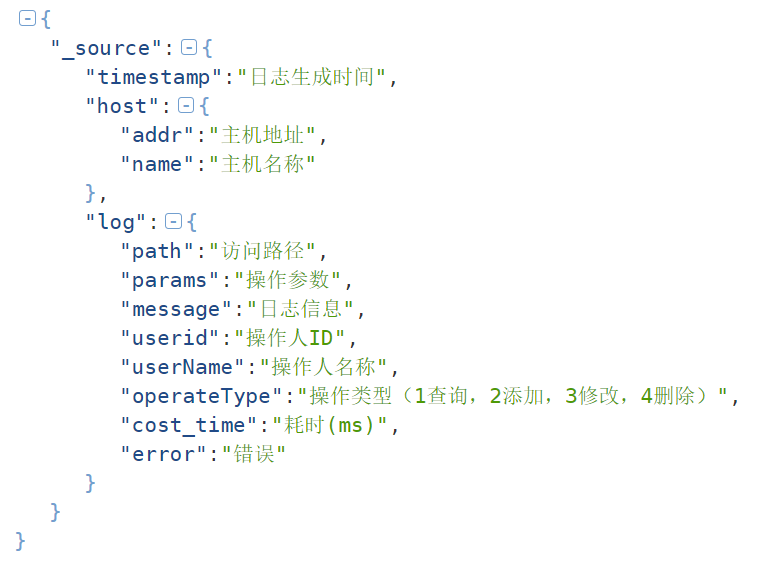 {
"_source":{
"timestamp":"日志生成时间",
"host":{
"addr":"主机地址",
"name":"主机名称"
},
"log":{
"path":"访问路径",
"params":"操作参数",
"message":"日志信息",
"userid":"操作人ID",
"userName":"操作人名称",
"operateType":"操作类型（1查询，2添加，3修改，4删除）",
"cost_time":"耗时(ms)",
"error":"错误"
}
}
}